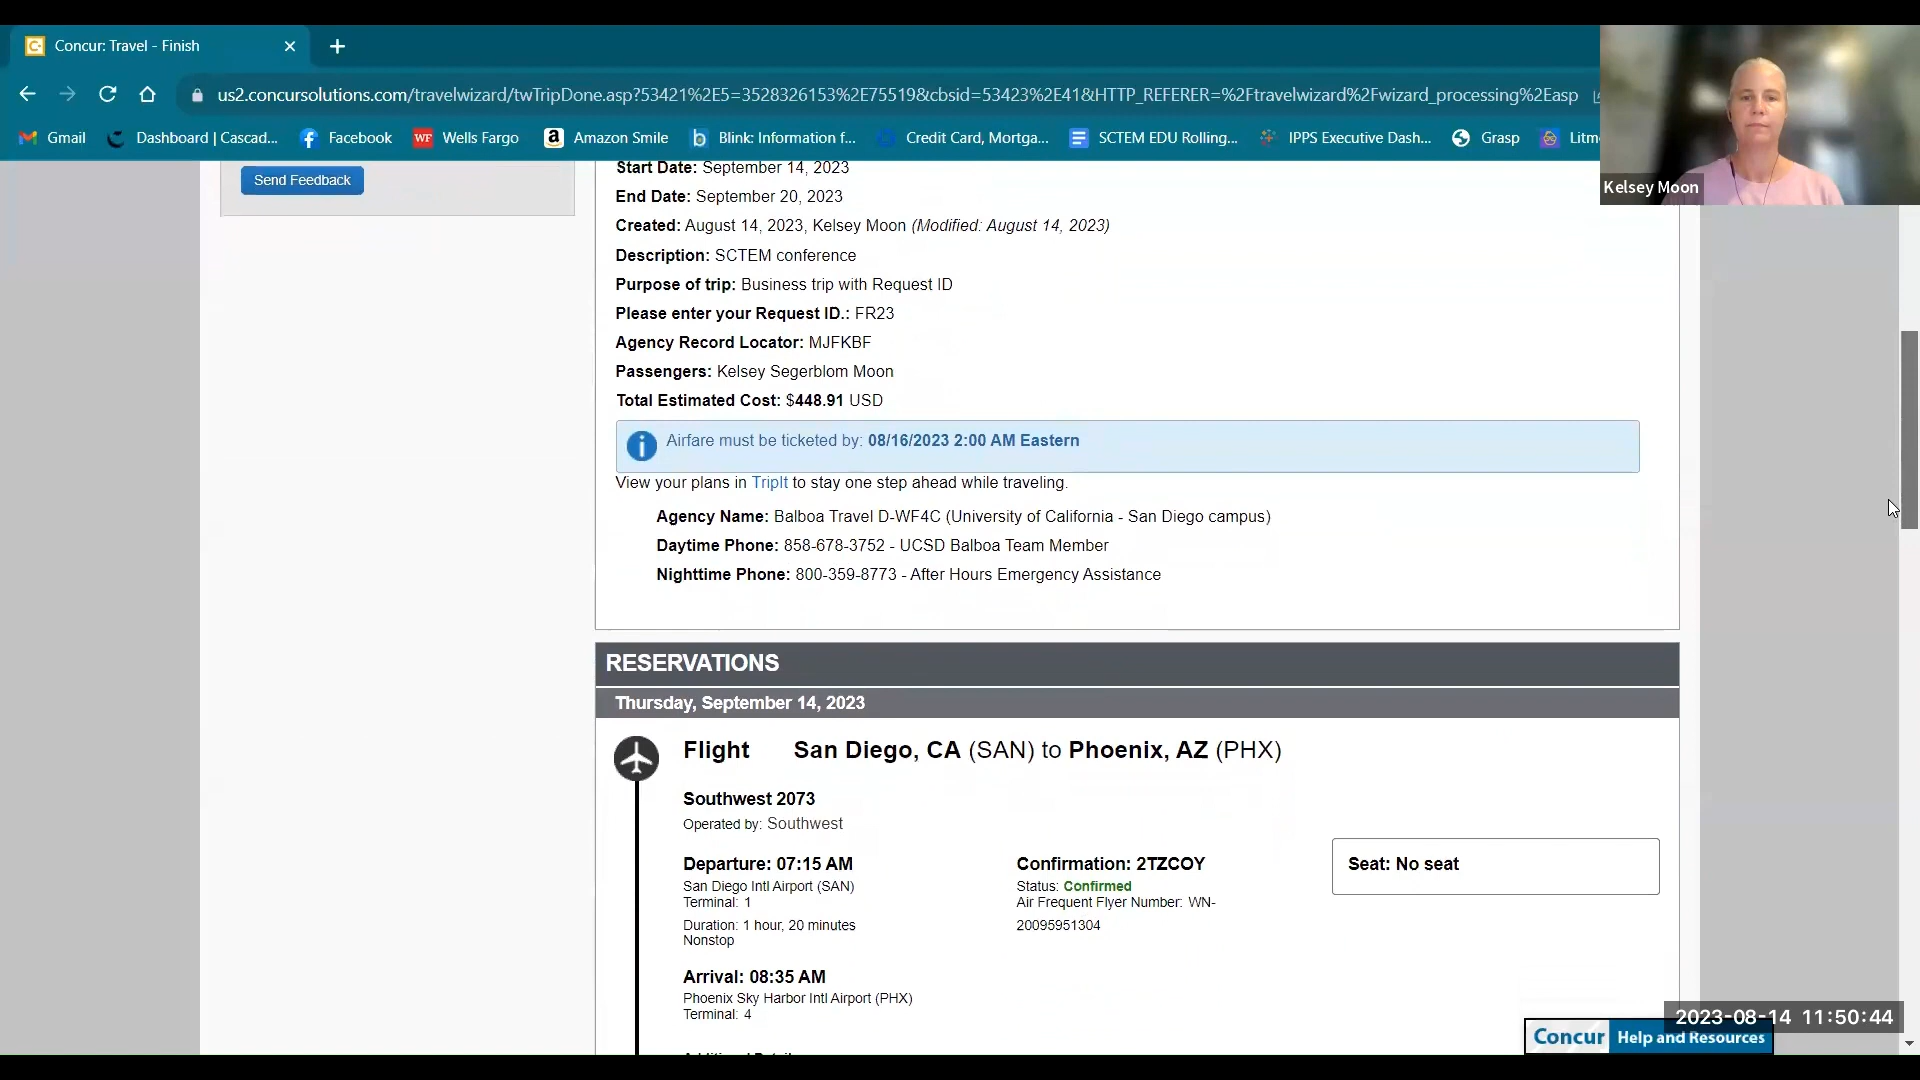 Concur: Travel - Finish
us2.concursolutions.com/travelwizard/twTripDone.asp?53421%2E5=3528326153%2E75519&cbsid=53423%2E41&HTTP_REFERER=%2Ftravelwizard%2Fwizard_processing%2Easp
Gmail Dashboard | Cascad... Facebook WF Wells Fargo Amazon Smile Blink: Information f... Credit Card, Mortga... SCTEM EDU Rolling... IPPS Executive Dash... Grasp Litm
Kelsey Moon
Send Feedback
Start Date: September 14, 2023
End Date: September 20, 2023
Created: August 14, 2023, Kelsey Moon (Modified: August 14, 2023)
Description: SCTEM conference
Purpose of trip: Business trip with Request ID
Please enter your Request ID.: FR23
Agency Record Locator: MJFKBF
Passengers: Kelsey Segerblom Moon
Total Estimated Cost: $448.91 USD
Airfare must be ticketed by: 08/16/2023 2:00 AM Eastern
View your plans in TripIt to stay one step ahead while traveling.
Agency Name: Balboa Travel D-WF4C (University of California - San Diego campus)
Daytime Phone: 858-678-3752 - UCSD Balboa Team Member
Nighttime Phone: 800-359-8773 - After Hours Emergency Assistance
RESERVATIONS
Thursday, September 14, 2023
Flight San Diego, CA (SAN) to Phoenix, AZ (PHX)
Southwest 2073
Operated by: Southwest
Departure: 07:15 AM
San Diego Intl Airport (SAN)
Terminal: 1
Duration: 1 hour, 20 minutes
Nonstop
Confirmation: 2TZCOY
Status: Confirmed
Air Frequent Flyer Number: WN-
20095951304
Seat: No seat
Arrival: 08:35 AM
Phoenix Sky Harbor Intl Airport (PHX)
Terminal: 4
2023-08-14 11:50:44
Concur Help and Resources